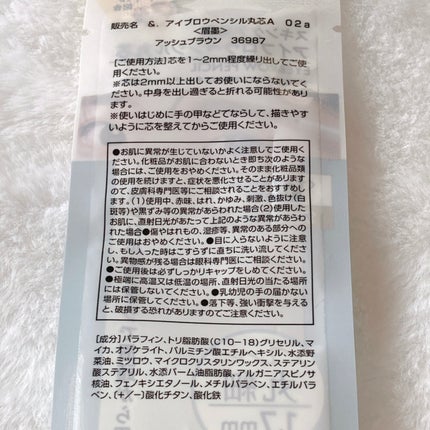 販売名　&.アイブロウペンシル丸芯A　02a
<眉墨>
アッシュブラウン　36987
【ご使用方法】芯を1～2mm程度繰り出してご使
用ください。
※芯は2mm以上出してお使いにならないでく
ださい。中身を出し過ぎると折れる可能性があり
ます。
※使いはじめに手の甲などでならして、描きやす
いように芯を整えてからご使用ください。
●お肌に異常が生じていないかよく注意してご使用く
ださい。化粧品がお肌に合わないとき即ち次のような
場合には、ご使用をおやめください。そのまま化粧品類
の使用を続けますと、症状を悪化させることがあります
ので、皮膚科専門医等にご相談されることをおすすめし
ます。(1)使用中、赤味、はれ、かゆみ、刺激、色抜け(白
斑等)や黒ずみ等の異常があらわれた場合(2)使用した
お肌に、直射日光があたって上記のような異常があらわ
れた場合●傷やはれもの、湿疹等、異常のある部分へのご
使用はおやめください。●目に入らないように注意
し、もし入った時はこすらずに直ちに洗い流してくださ
い。異物感が残る場合は眼科専門医にご相談ください。
●ご使用後は必ずしっかりキャップをしめてください。
●極端に高温又は低温の場所、直射日光のあたる場所
には保管しないでください。●乳幼児の手の届かない
場所に保管してください。●落下等、強い衝撃を与える
と、破損する恐れがありますのでご注意ください。
【成分】パラフィン、トリ脂肪酸(C10-18)グリセリル、マ
イカ、オゾケライト、パルミチン酸エチルヘキシル、水添野
菜油、ミツロウ、マイクロクリスタリンワックス、ステアリン
酸ステアリル、水添パーム油脂肪酸、アルガニアスピノサ
核油、フェノキシエタノール、メチルパラベン、エチルパラ
ベン、[+/-]酸化チタン、酸化鉄
1.7mm